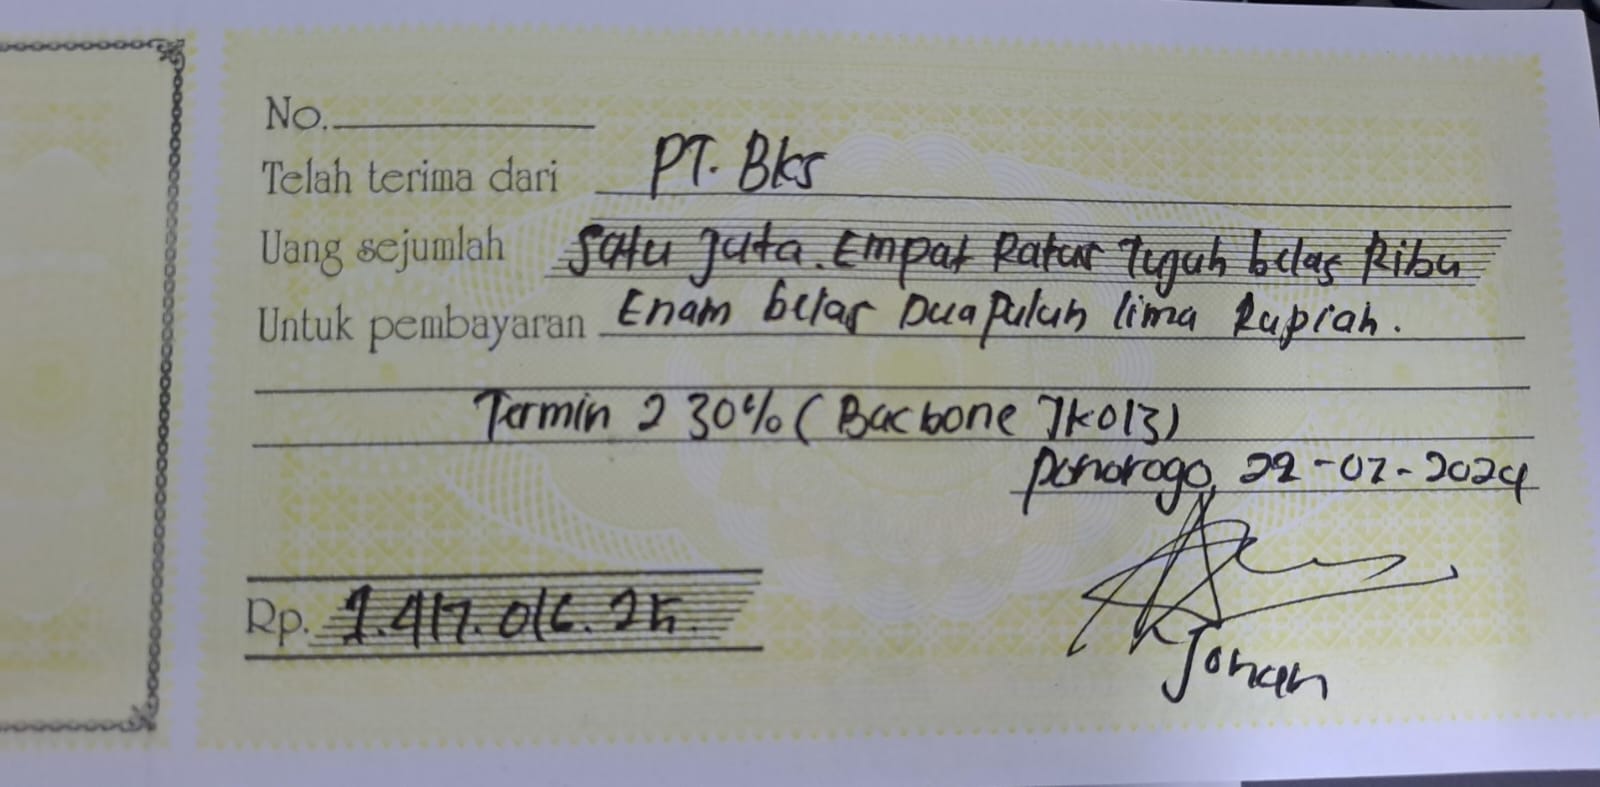 No.
Telah terima dari PT. Bks
Uang sejumlah Satu Juta. Empat Ratus Tujuh belas Ribu
Untuk pembayaran Enam belas Dua Puluh lima Rupiah.
Termin 2 30% (Bacbone JK013)
Ponorogo, 22-07-2024
Rp. 1.417.016.25
Johan